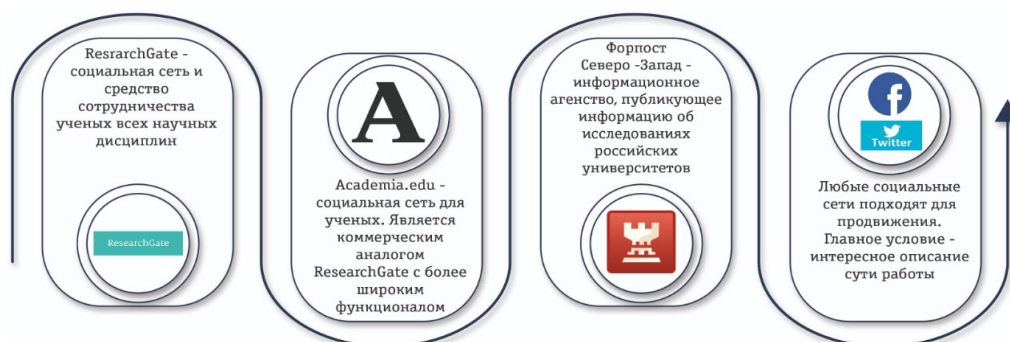 ResrarchGate -
социальная сеть и
средство
сотрудничества
ученых всех научных
дисциплин
ResearchGate
A
Academia.edu -
социальная сеть для
ученых. Является
коммерческим
аналогом
ResearchGate с более
широким
функционалом
Форпост
Северо -Запад -
информационное
агенство, публикующее
информацию об
исследованиях
российских
университетов
f
Twitter
Любые социальные
сети подходят для
продвижения.
Главное условие -
интересное описание
сути работы